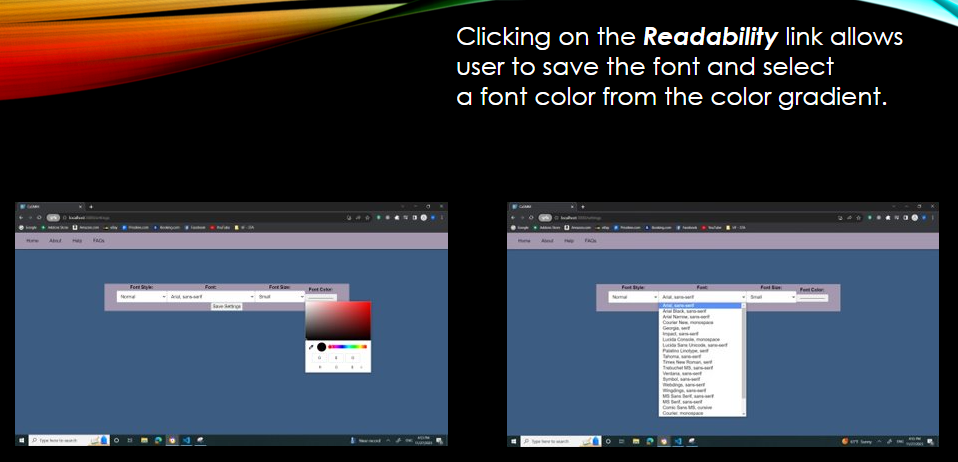 Clicking on the Readability link allows
user to save the font and select
a font color from the color gradient.
localhost
Home About Help FAQs
Font Style: Font: Font Size: Font Color:
Normal Arial, sans-serif Small
Save Settings
Type here to search
localhost
Home About Help FAQs
Font Style: Font: Font Size: Font Color:
Normal Arial, sans-serif Small
Arial, sans-serif
Arial Black, sans-serif
Arial Narrow, sans-serif
Courier New, monospace
Georgia, serif
Impact, sans-serif
Lucida Console, monospace
Lucida Sans Unicode, sans-serif
Palatino Linotype, serif
Tahoma, sans-serif
Times New Roman, serif
Trebuchet MS, sans-serif
Verdana, sans-serif
Symbol, sans-serif
Webdings, sans-serif
Wingdings, sans-serif
MS Sans Serif, sans-serif
MS Serif, sans-serif
Comic Sans MS, cursive
Courier, monospace
Type here to search
Sunny